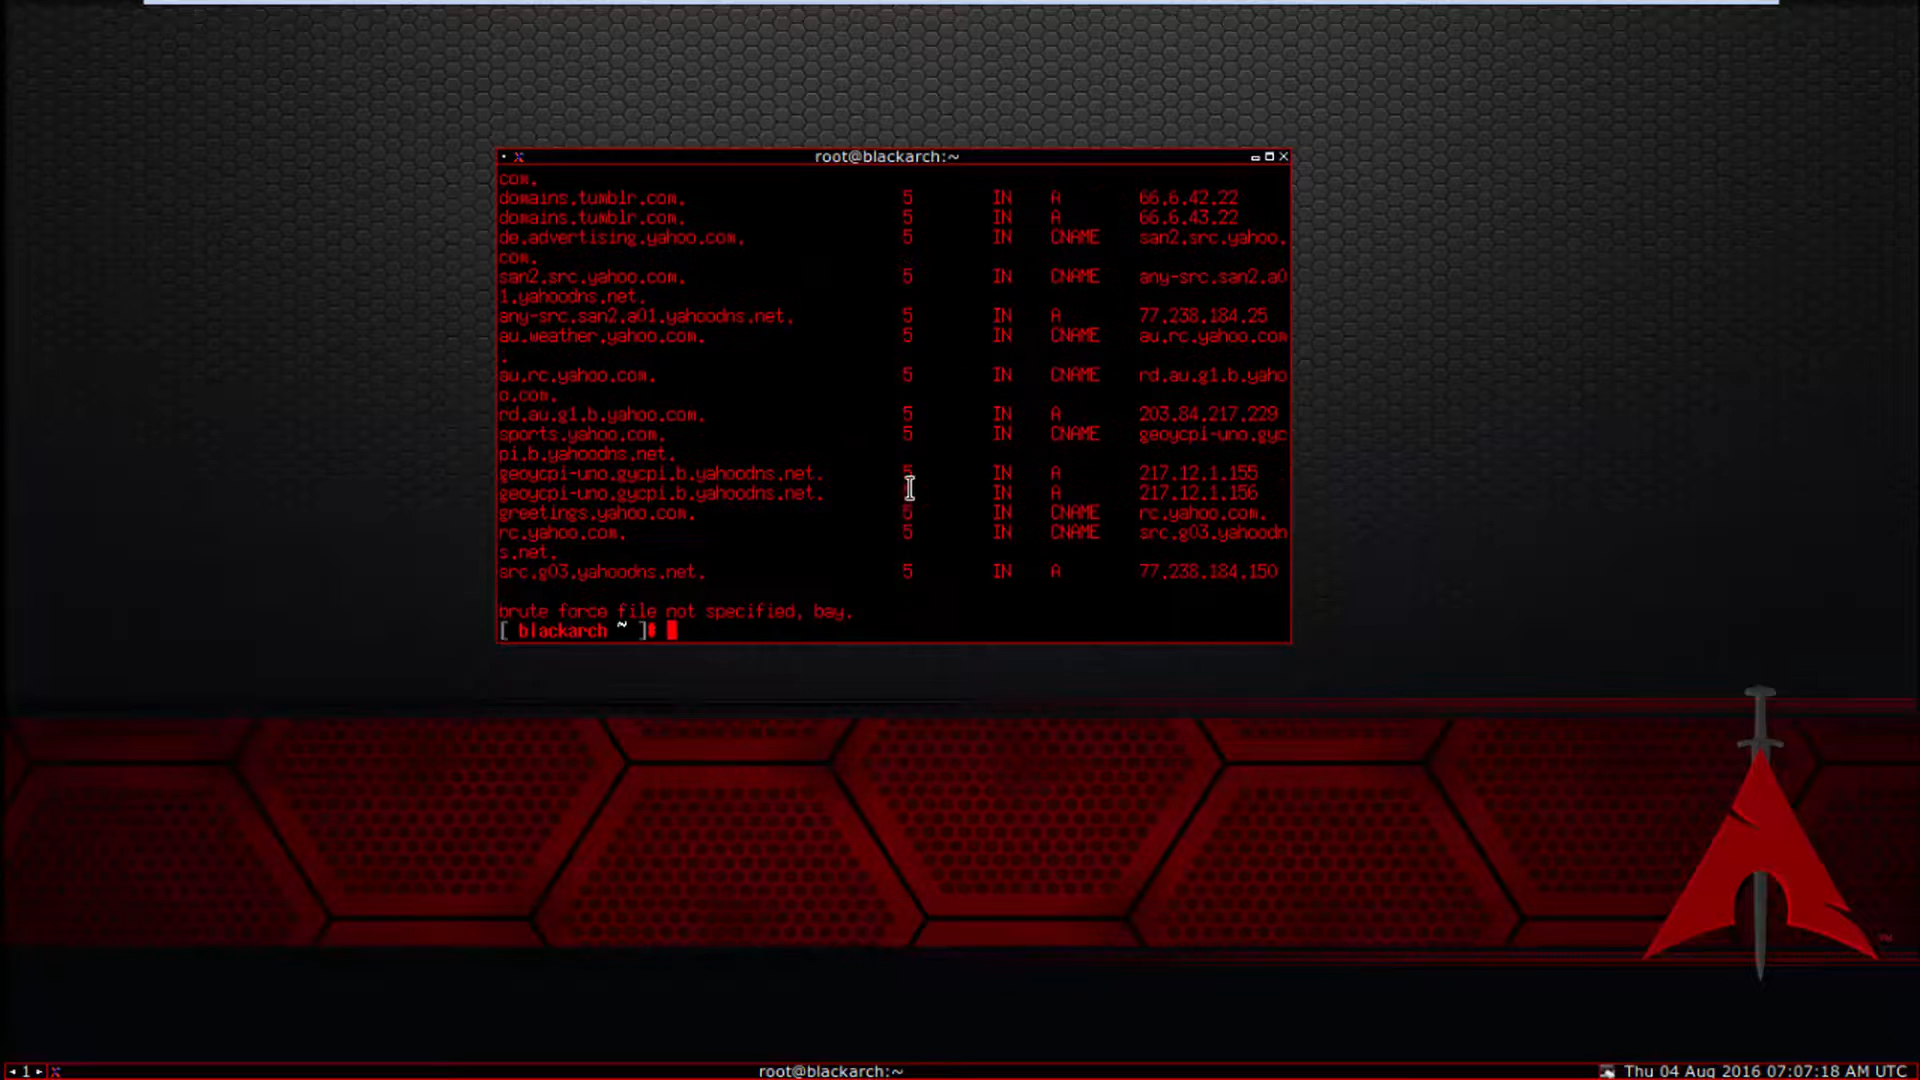 root@blackarch:~
com.
domains.tumblr.com. 5 IN A 66.6.42.22
domains.tumblr.com. 5 IN A 66.6.43.22
de.advertising.yahoo.com. 5 IN CNAME san2.src.yahoo.
com.
san2.src.yahoo.com. 5 IN CNAME any-src.san2.a0
1.yahoodns.net.
any-src.san2.a01.yahoodns.net. 5 IN A 77.238.184.25
au.weather.yahoo.com. 5 IN CNAME au.rc.yahoo.com
.
au.rc.yahoo.com. 5 IN CNAME rd.au.g1.b.yaho
o.com.
rd.au.g1.b.yahoo.com. 5 IN A 203.84.217.229
sports.yahoo.com. 5 IN CNAME geoycpi-uno.gyc
pi.b.yahoodns.net.
geoycpi-uno.gycpi.b.yahoodns.net. 5 IN A 217.12.1.155
geoycpi-uno.gycpi.b.yahoodns.net. IN A 217.12.1.156
greetings.yahoo.com. 5 IN CNAME rc.yahoo.com.
rc.yahoo.com. 5 IN CNAME src.g03.yahoodn
s.net.
src.g03.yahoodns.net. 5 IN A 77.238.184.150
brute force file not specified, bay.
[ blackarch ~ ]#
1 root@blackarch:~ Thu 04 Aug 2016 07:07:18 AM UTC
TM